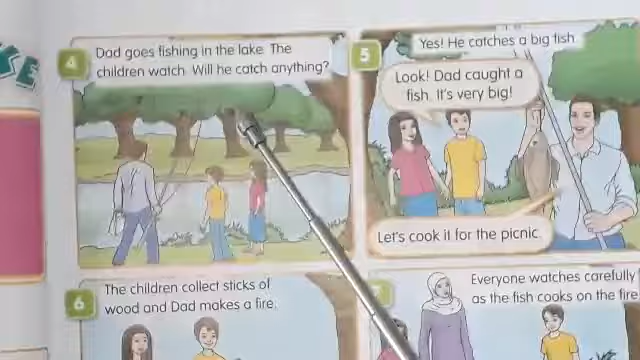 KE
4
Dad goes fishing in the lake. The
children watch. Will he catch anything?
5
Yes! He catches a big fish.
Look! Dad caught a
fish. It's very big!
Let's cook it for the picnic.
6
The children collect sticks of
wood and Dad makes a fire.
Everyone watches carefully
as the fish cooks on the fire